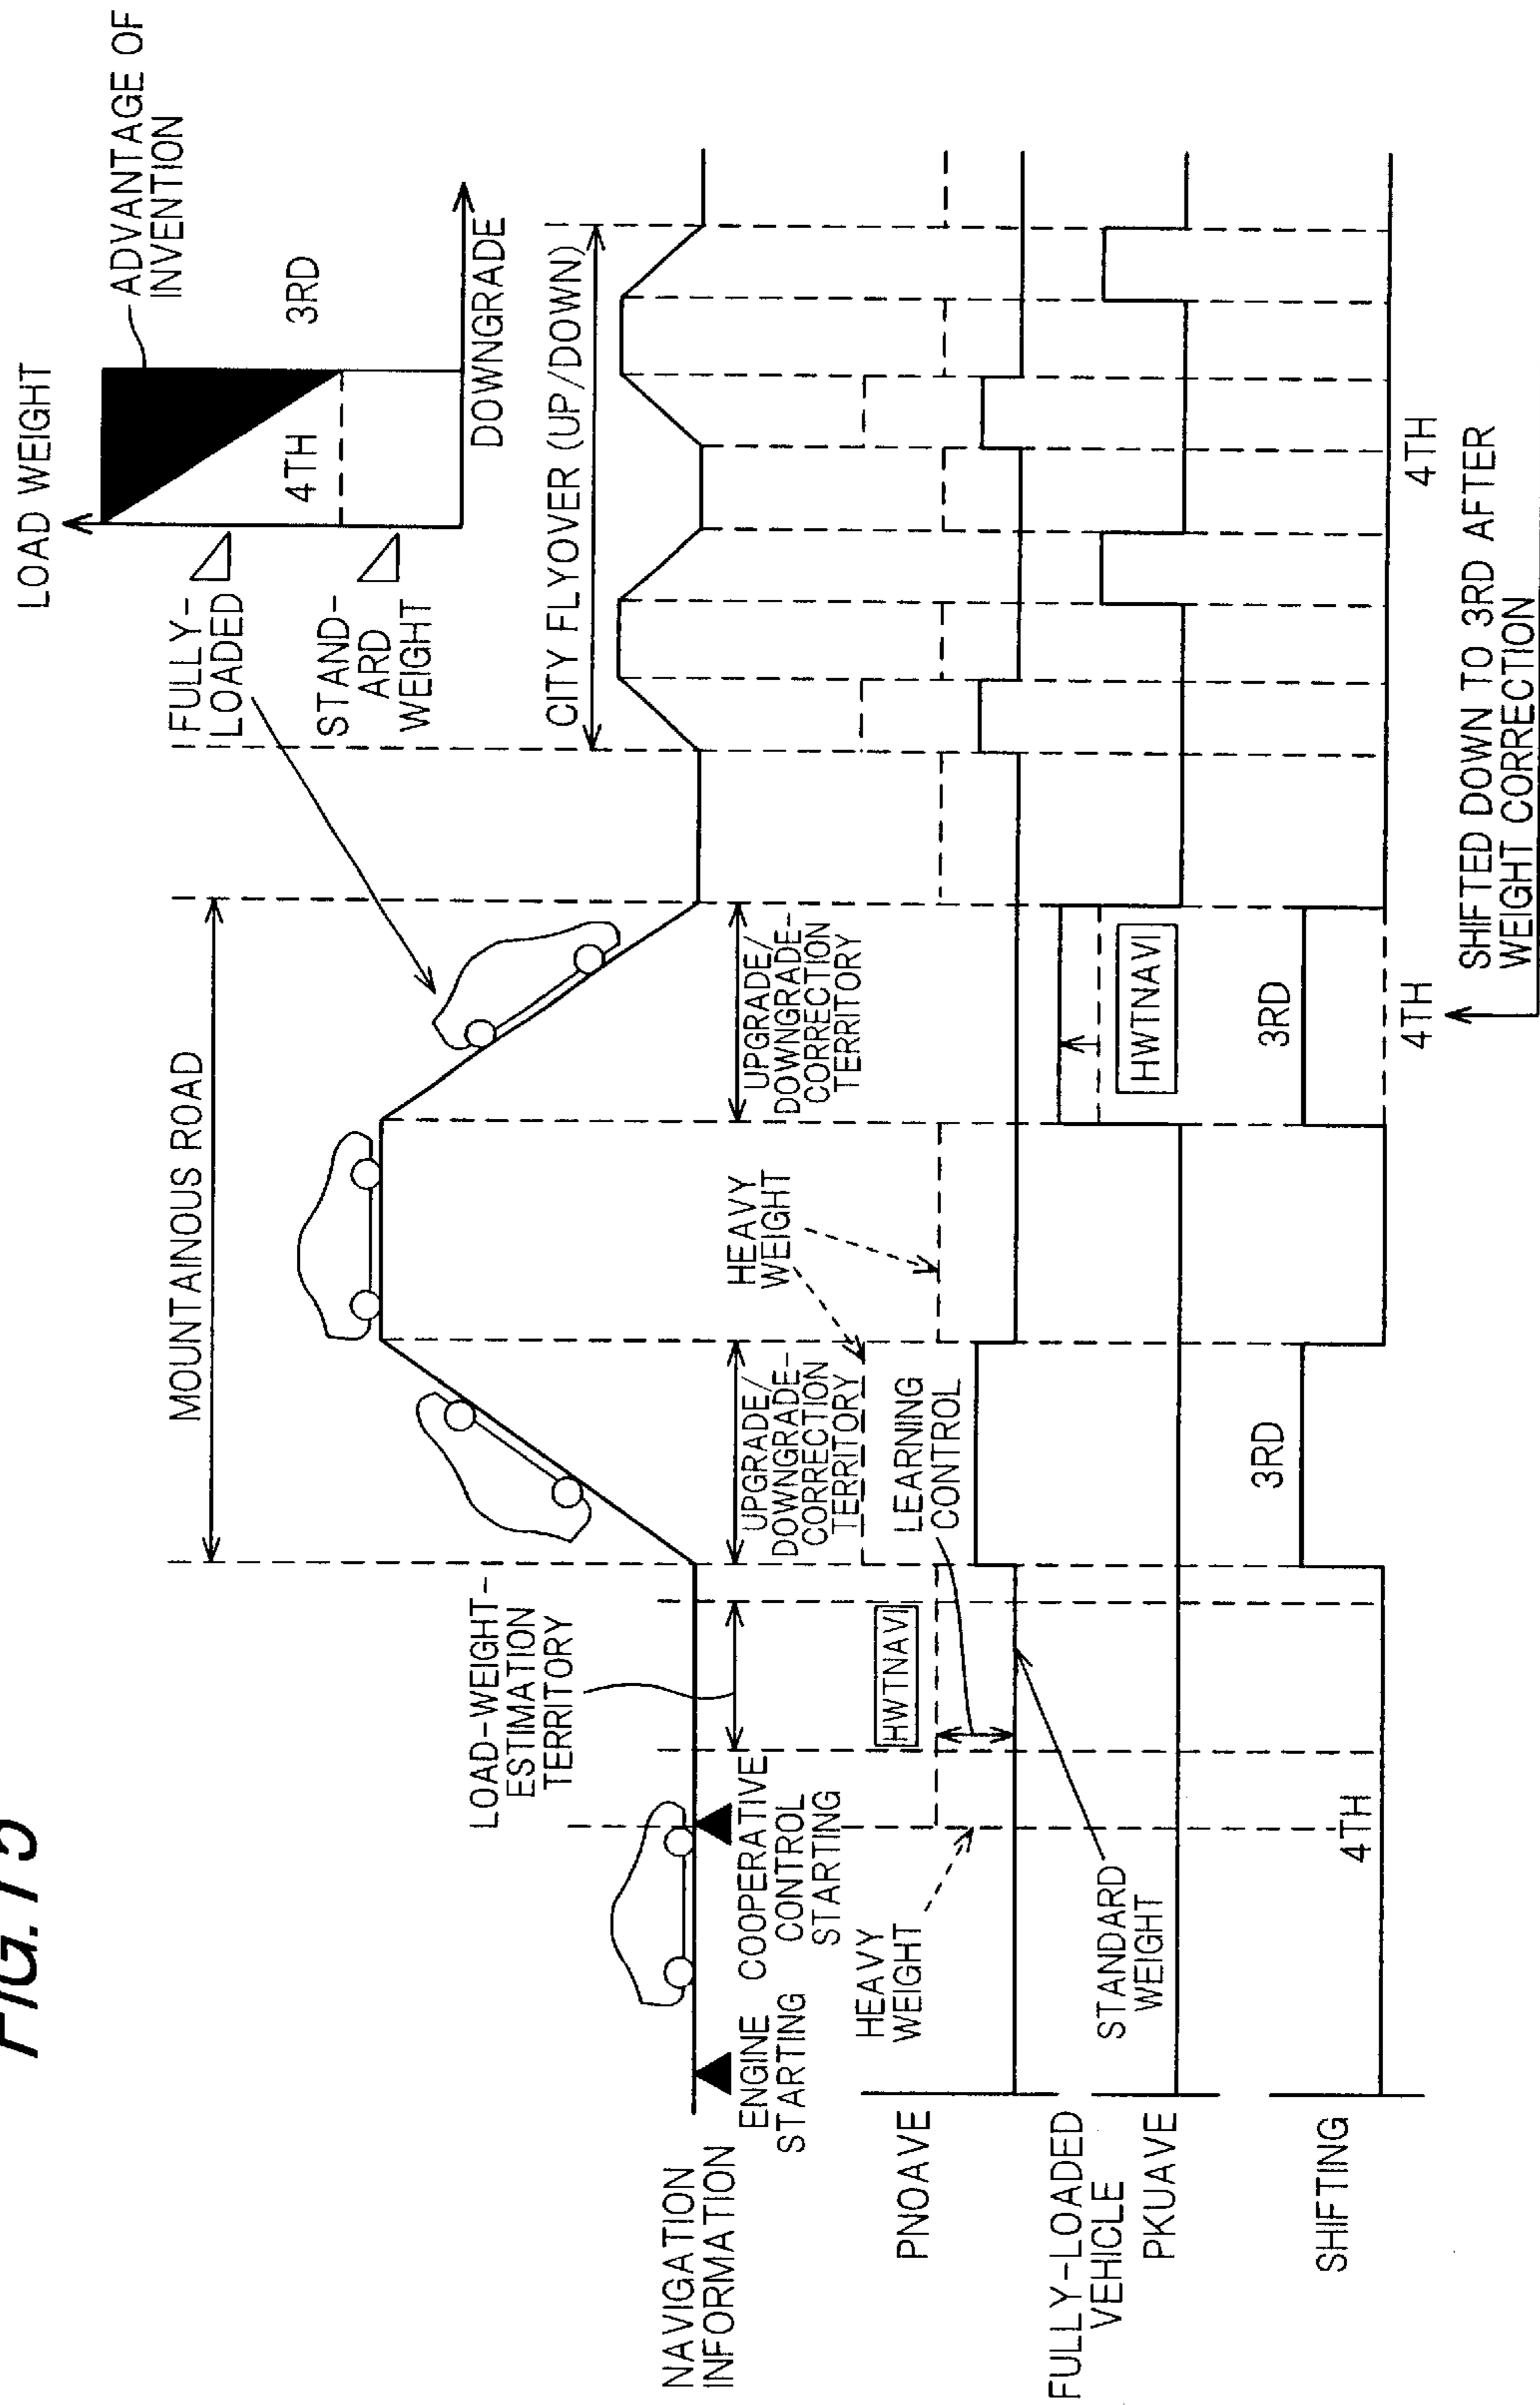 FIG. 15
LOAD WEIGHT
ADVANTAGE OF
INVENTION
FULLY-
LOADED
4TH
3RD
STAND-
ARD
WEIGHT
DOWNGRADE
MOUNTAINOUS ROAD
CITY FLYOVER (UP/DOWN)
LOAD-WEIGHT-
ESTIMATION
TERRITORY
NAVIGATION
INFORMATION
ENGINE
STARTING
COOPERATIVE
CONTROL
STARTING
UPGRADE/
DOWNGRADE-
CORRECTION
TERRITORY
HEAVY
WEIGHT
UPGRADE/
DOWNGRADE-
CORRECTION
TERRITORY
PNOAVE
HEAVY
WEIGHT
HWTNAVI
LEARNING
CONTROL
FULLY-LOADED
VEHICLE
PKUAVE
STANDARD
WEIGHT
HWTNAVI
SHIFTING
4TH
3RD
3RD
4TH
4TH
SHIFTED DOWN TO 3RD AFTER
WEIGHT CORRECTION